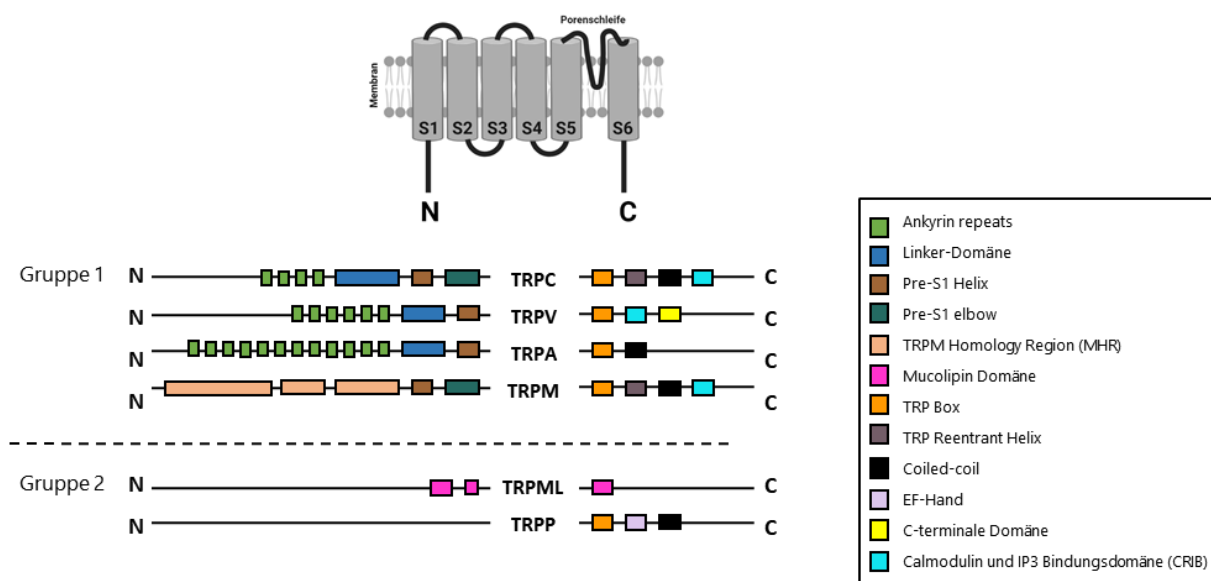 Porenschleife
Membran
S1 S2 S3 S4 S5 S6
N C
Gruppe 1 N TRPC C
N TRPV C
N TRPA C
N TRPM C
Gruppe 2 N TRPML C
N TRPP C
Ankyrin repeats
Linker-Domäne
Pre-S1 Helix
Pre-S1 elbow
TRPM Homology Region (MHR)
Mucolipin Domäne
TRP Box
TRP Reentrant Helix
Coiled-coil
EF-Hand
C-terminale Domäne
Calmodulin und IP3 Bindungsdomäne (CRIB)